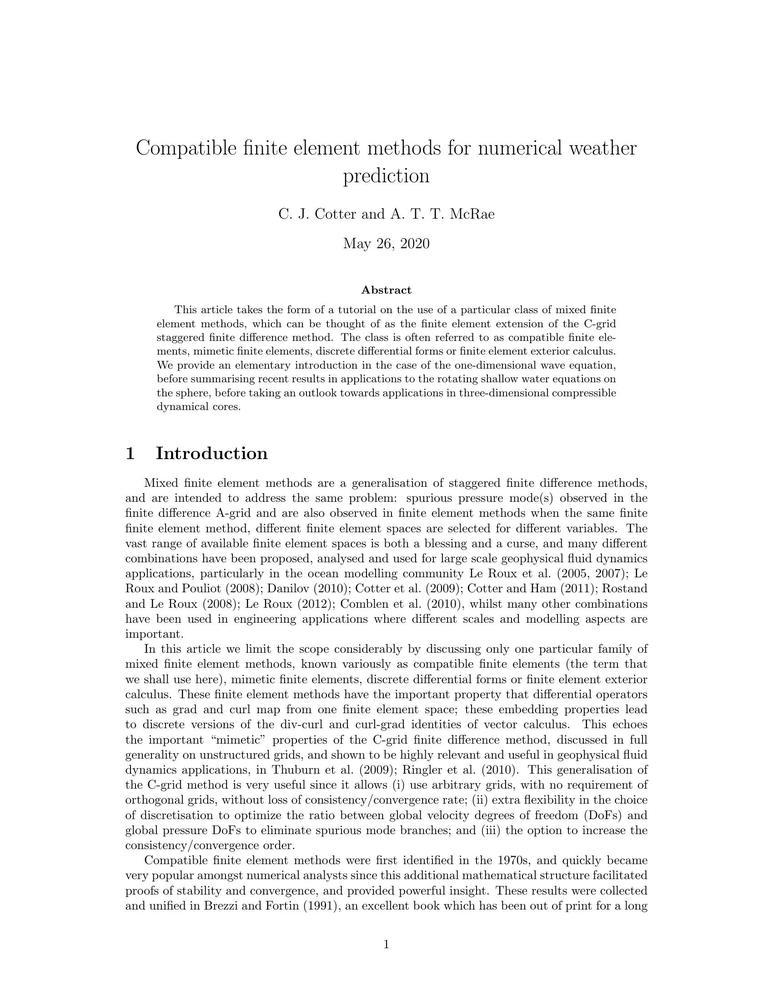 Compatible finite element methods for numerical weather
prediction
C. J. Cotter and A. T. T. McRae
May 26, 2020
Abstract
This article takes the form of a tutorial on the use of a particular class of mixed finite
element methods, which can be thought of as the finite element extension of the C-grid
staggered finite difference method. The class is often referred to as compatible finite ele-
ments, mimetic finite elements, discrete differential forms or finite element exterior calculus.
We provide an elementary introduction in the case of the one-dimensional wave equation,
before summarising recent results in applications to the rotating shallow water equations on
the sphere, before taking an outlook towards applications in three-dimensional compressible
dynamical cores.
1 Introduction
Mixed finite element methods are a generalisation of staggered finite difference methods,
and are intended to address the same problem: spurious pressure mode(s) observed in the
finite difference A-grid and are also observed in finite element methods when the same finite
finite element method, different finite element spaces are selected for different variables. The
vast range of available finite element spaces is both a blessing and a curse, and many different
combinations have been proposed, analysed and used for large scale geophysical fluid dynamics
applications, particularly in the ocean modelling community Le Roux et al. (2005, 2007); Le
Roux and Pouliot (2008); Danilov (2010); Cotter et al. (2009); Cotter and Ham (2011); Rostand
and Le Roux (2008); Le Roux (2012); Comblen et al. (2010), whilst many other combinations
have been used in engineering applications where different scales and modelling aspects are
important.
In this article we limit the scope considerably by discussing only one particular family of
mixed finite element methods, known variously as compatible finite elements (the term that
we shall use here), mimetic finite elements, discrete differential forms or finite element exterior
calculus. These finite element methods have the important property that differential operators
such as grad and curl map from one finite element space; these embedding properties lead
to discrete versions of the div-curl and curl-grad identities of vector calculus. This echoes
the important “mimetic” properties of the C-grid finite difference method, discussed in full
generality on unstructured grids, and shown to be highly relevant and useful in geophysical fluid
dynamics applications, in Thuburn et al. (2009); Ringler et al. (2010). This generalisation of
the C-grid method is very useful since it allows (i) use arbitrary grids, with no requirement of
orthogonal grids, without loss of consistency/convergence rate; (ii) extra flexibility in the choice
of discretisation to optimize the ratio between global velocity degrees of freedom (DoFs) and
global pressure DoFs to eliminate spurious mode branches; and (iii) the option to increase the
consistency/convergence order.
Compatible finite element methods were first identified in the 1970s, and quickly became
very popular amongst numerical analysts since this additional mathematical structure facilitated
proofs of stability and convergence, and provided powerful insight. These results were collected
and unified in Brezzi and Fortin (1991), an excellent book which has been out of print for a long
1